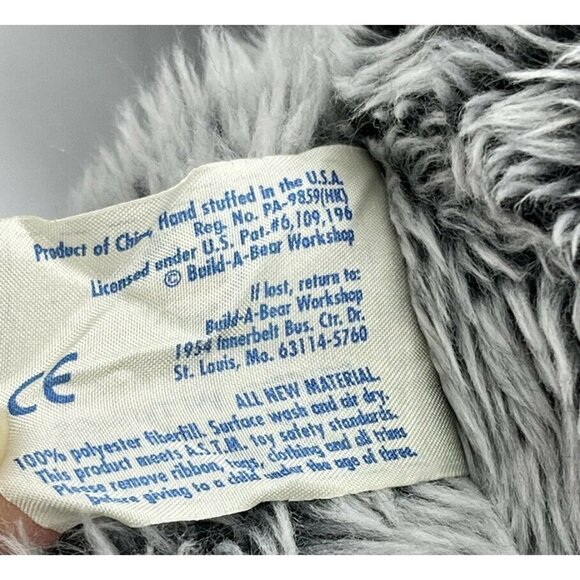 Product of China, Hand stuffed in the U.S.A.
Reg. No. PA-9859(HK)
Licensed under U.S. Pat.#6,109,196
© Build-A-Bear Workshop
If lost, return to:
Build-A-Bear Workshop
1954 Innerbelt Bus. Ctr. Dr.
St. Louis, Mo. 63114-5760
CE
ALL NEW MATERIAL.
100% polyester fiberfill. Surface wash and air dry.
This product meets A.S.T.M. toy safety standards.
Please remove ribbon, tags, clothing and all trims
before giving to a child under the age of three.